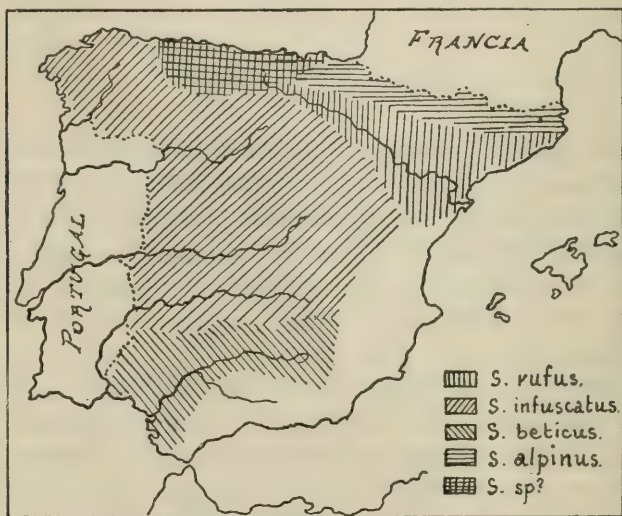 FRANCIA
PORTUGAL
S. rufus.
S. infuscatus.
S. beticus.
S. alpinus.
S. sp?